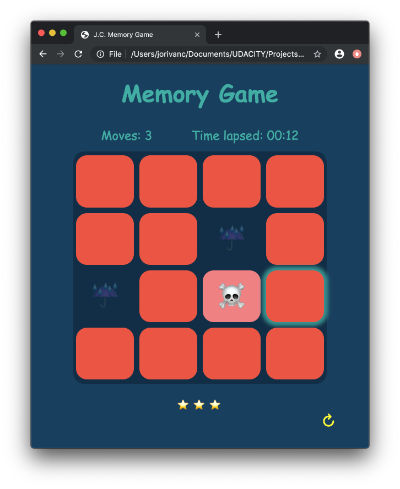 J.C. Memory Game
File | /Users/jorivanc/Documents/UDACITY/Projects...
Memory Game
Moves: 3 Time lapsed: 00:12